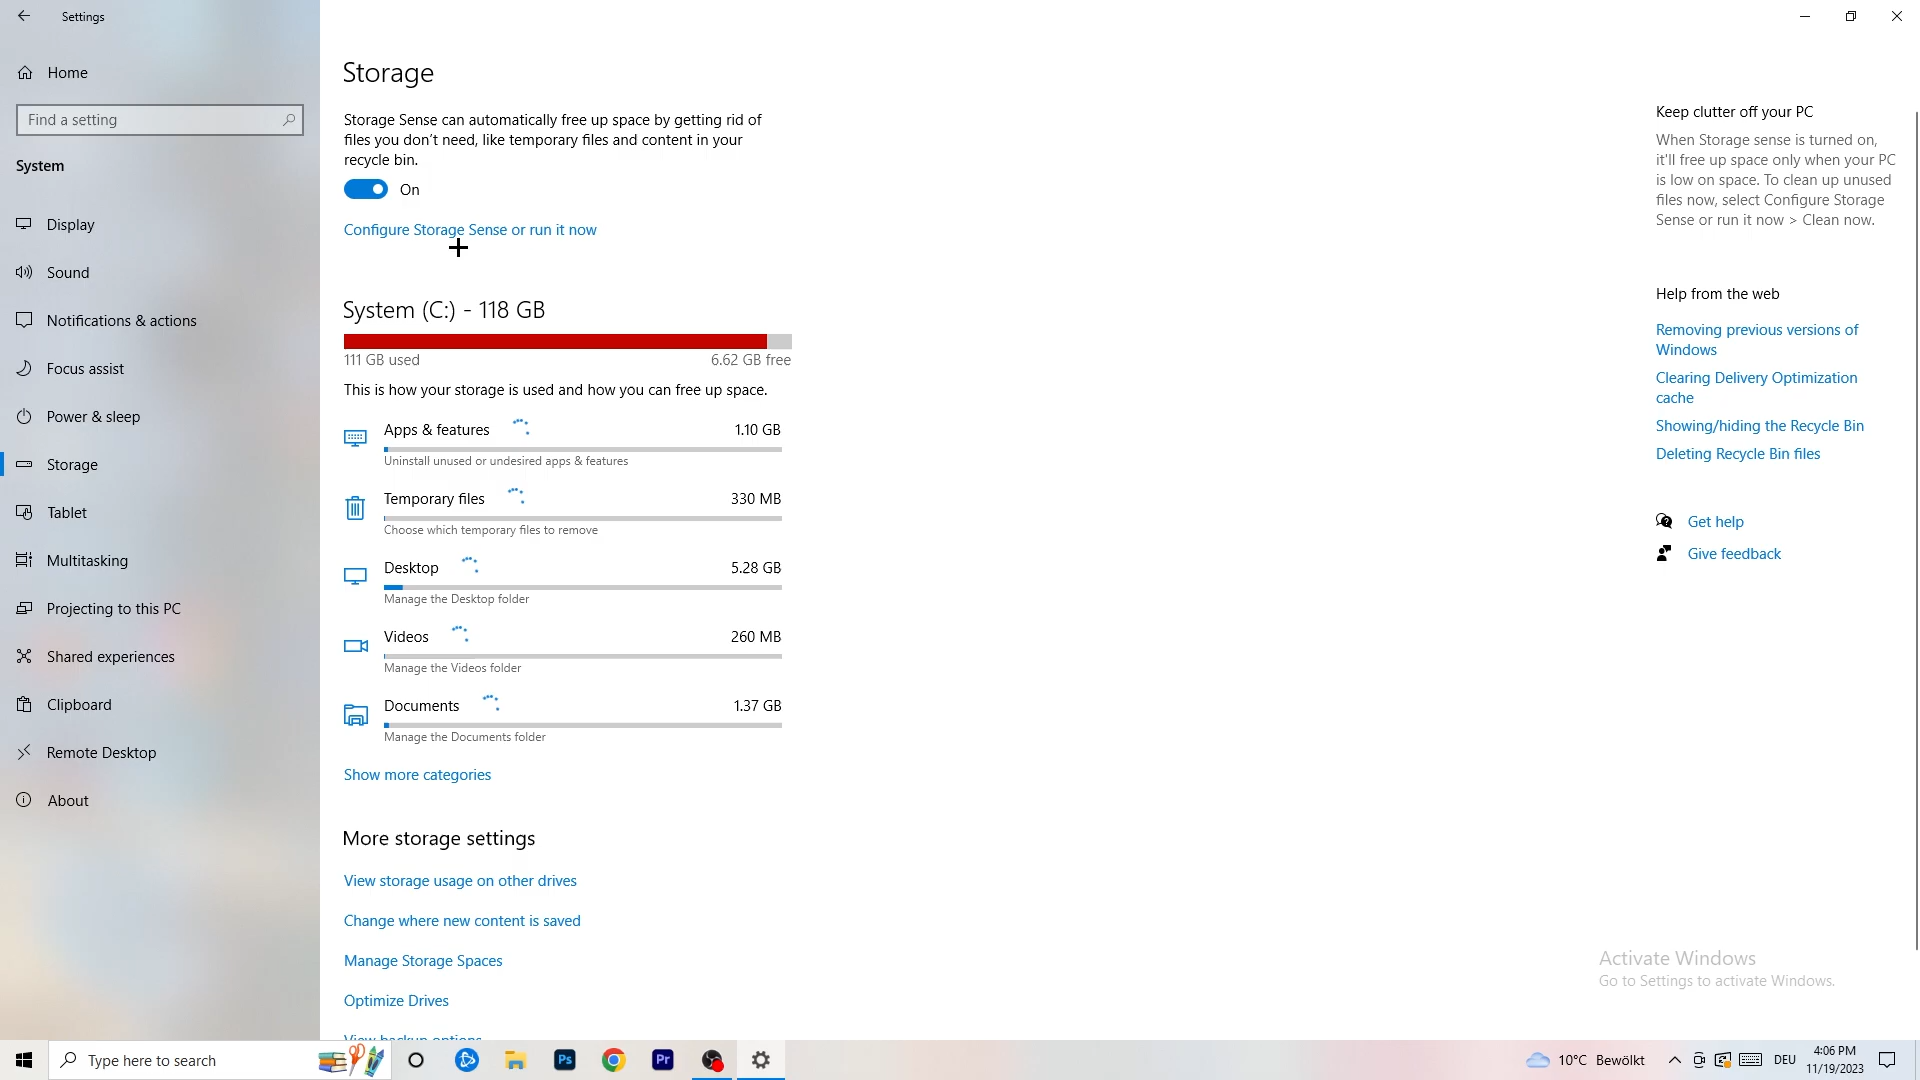 Settings
Home
Find a setting
System
Display
Sound
Notifications & actions
Focus assist
Power & sleep
Storage
Tablet
Multitasking
Projecting to this PC
Shared experiences
Clipboard
Remote Desktop
About
Storage
Storage Sense can automatically free up space by getting rid of
files you don’t need, like temporary files and content in your
recycle bin.
On
Configure Storage Sense or run it now
System (C:) - 118 GB
111 GB used 6.62 GB free
This is how your storage is used and how you can free up space.
Apps & features 1.10 GB
Uninstall unused or undesired apps & features
Temporary files 330 MB
Choose which temporary files to remove
Desktop 5.28 GB
Manage the Desktop folder
Videos 260 MB
Manage the Videos folder
Documents 1.37 GB
Manage the Documents folder
Show more categories
More storage settings
View storage usage on other drives
Change where new content is saved
Manage Storage Spaces
Optimize Drives
View backup options
Keep clutter off your PC
When Storage sense is turned on,
it'll free up space only when your PC
is low on space. To clean up unused
files now, select Configure Storage
Sense or run it now > Clean now.
Help from the web
Removing previous versions of
Windows
Clearing Delivery Optimization
cache
Showing/hiding the Recycle Bin
Deleting Recycle Bin files
Get help
Give feedback
Activate Windows
Go to Settings to activate Windows.
Type here to search
Ps
Pr
10°C Bewölkt
DEU
4:06 PM
11/19/2023